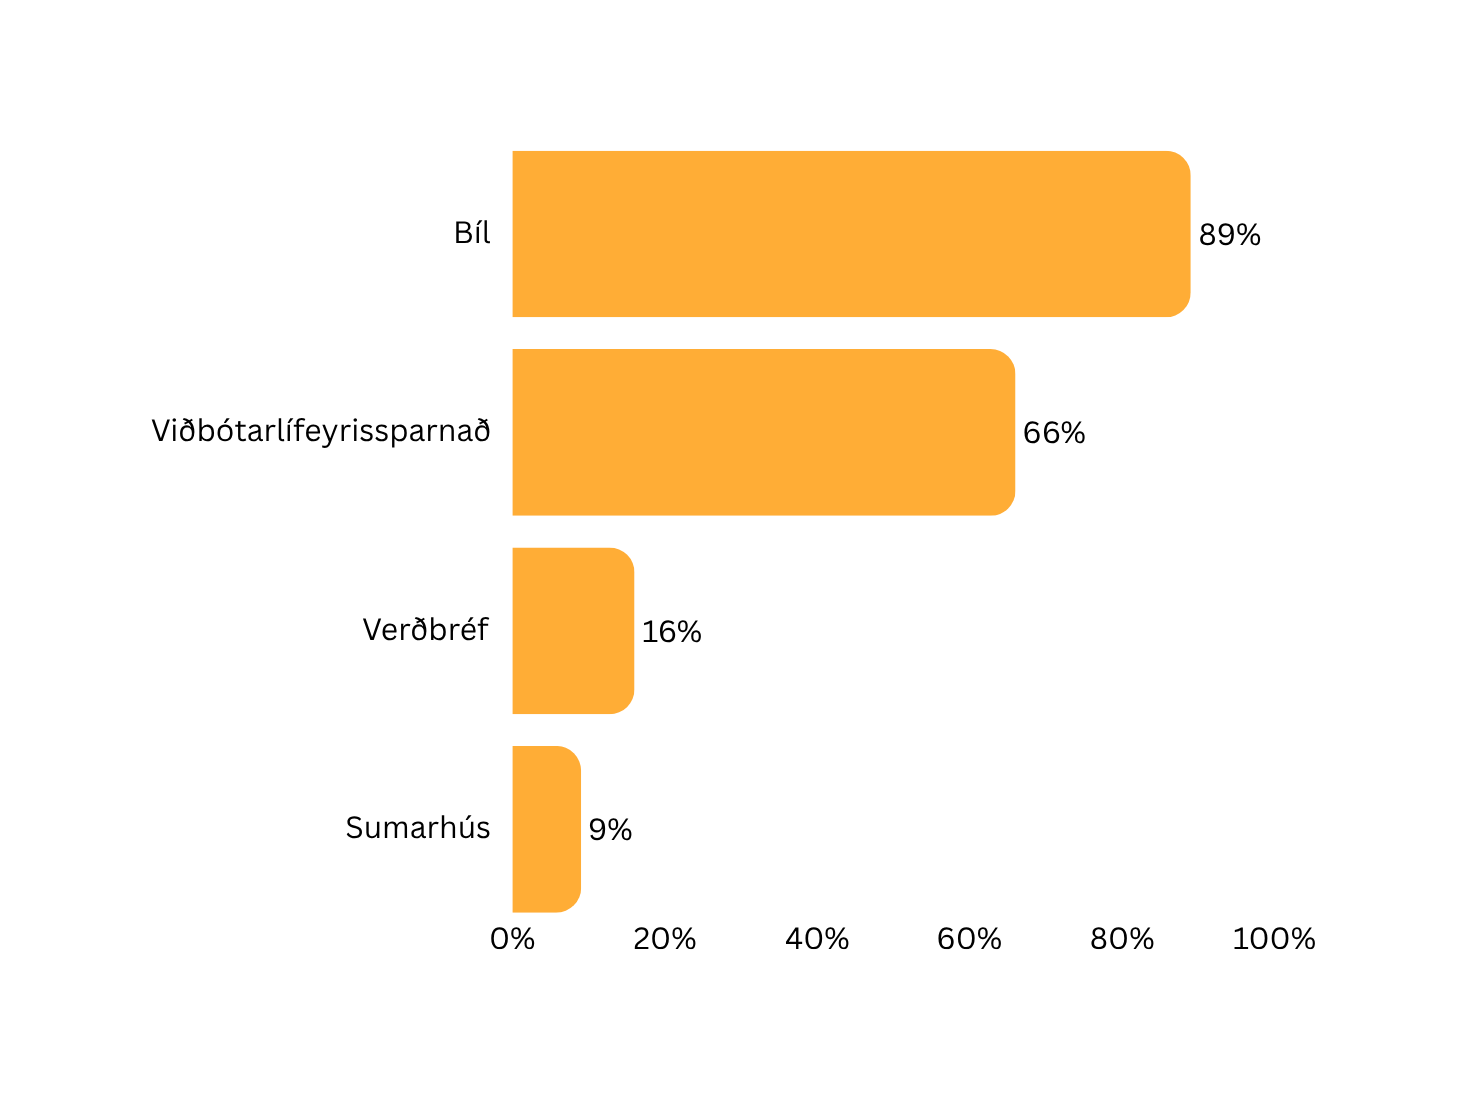 Bíl
89%
Viðbótarlífeyrissparnað
66%
Verðbréf
16%
Sumarhús
9%
0% 20% 40% 60% 80% 100%